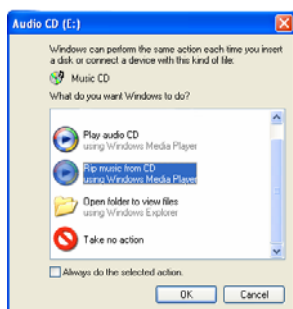 Audio CD (E:)
Windows can perform the same action each time you insert
a disk or connect a device with this kind of file:
Music CD
What do you want Windows to do?
Play audio CD
using Windows Media Player
Rip music from CD
using Windows Media Player
Open folder to view files
using Windows Explorer
Take no action
Always do the selected action.
OK Cancel